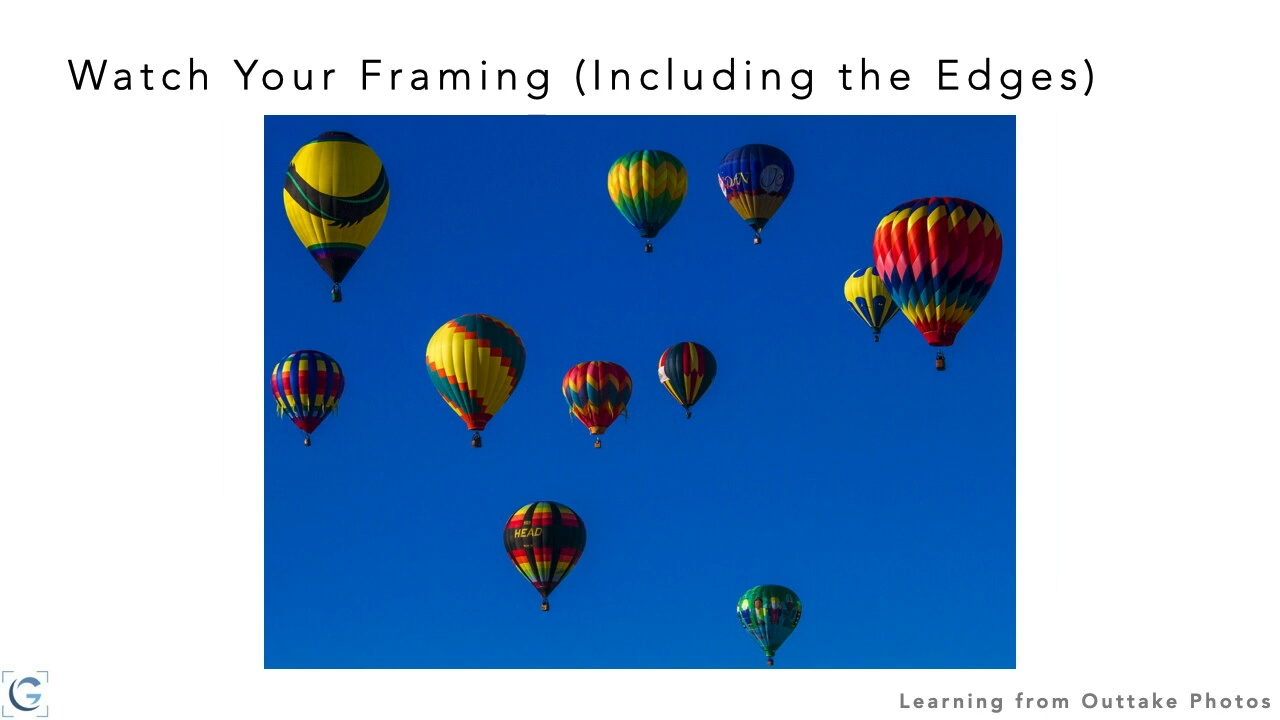 Watch Your Framing (Including the Edges)
HEAD
Learning from Outtake Photos